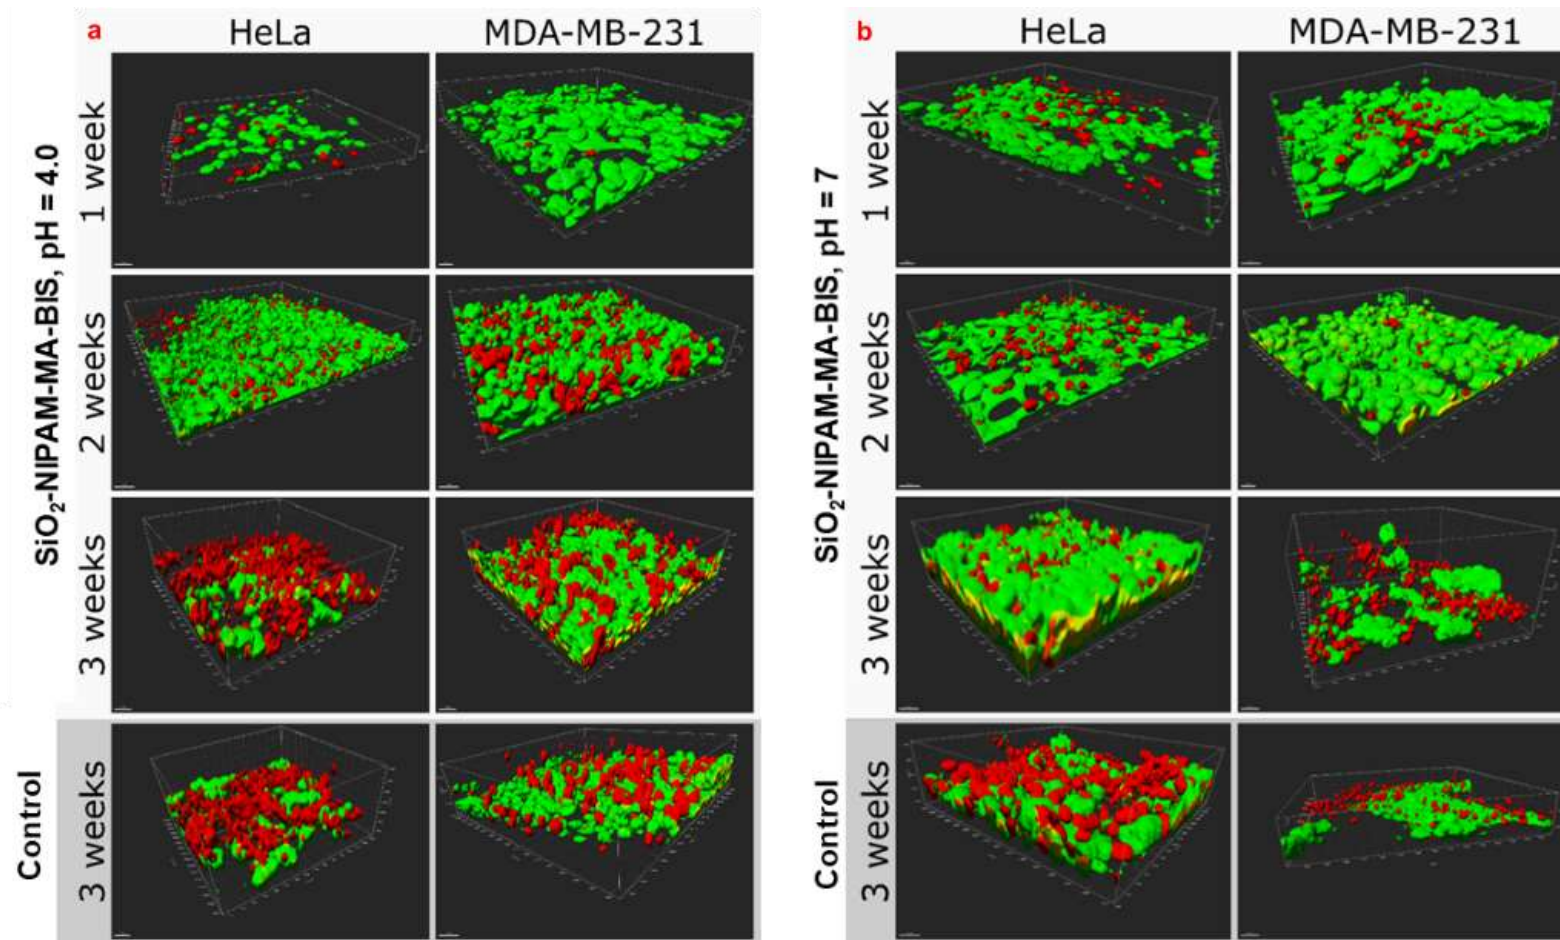 a
HeLa
MDA-MB-231
SiO₂-NIPAM-MA-BIS, pH = 4.0
1 week
2 weeks
3 weeks
Control
3 weeks
b
HeLa
MDA-MB-231
SiO₂-NIPAM-MA-BIS, pH = 7
1 week
2 weeks
3 weeks
Control
3 weeks